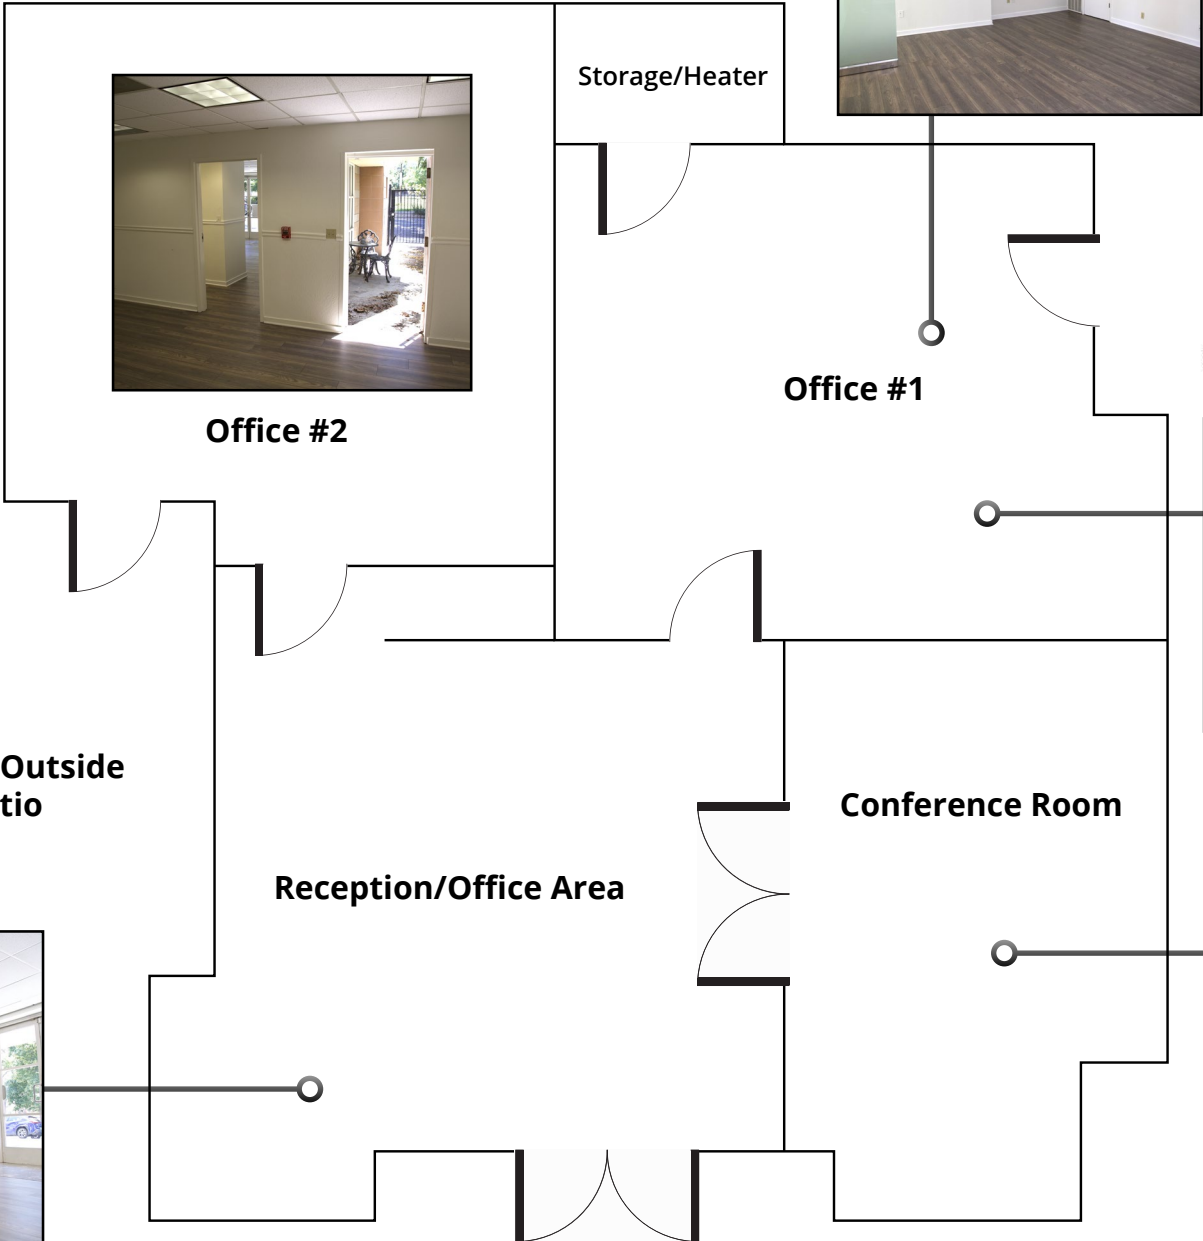 Storage/Heater
Office #1
Office #2
Outside
tio
Conference Room
Reception/Office Area